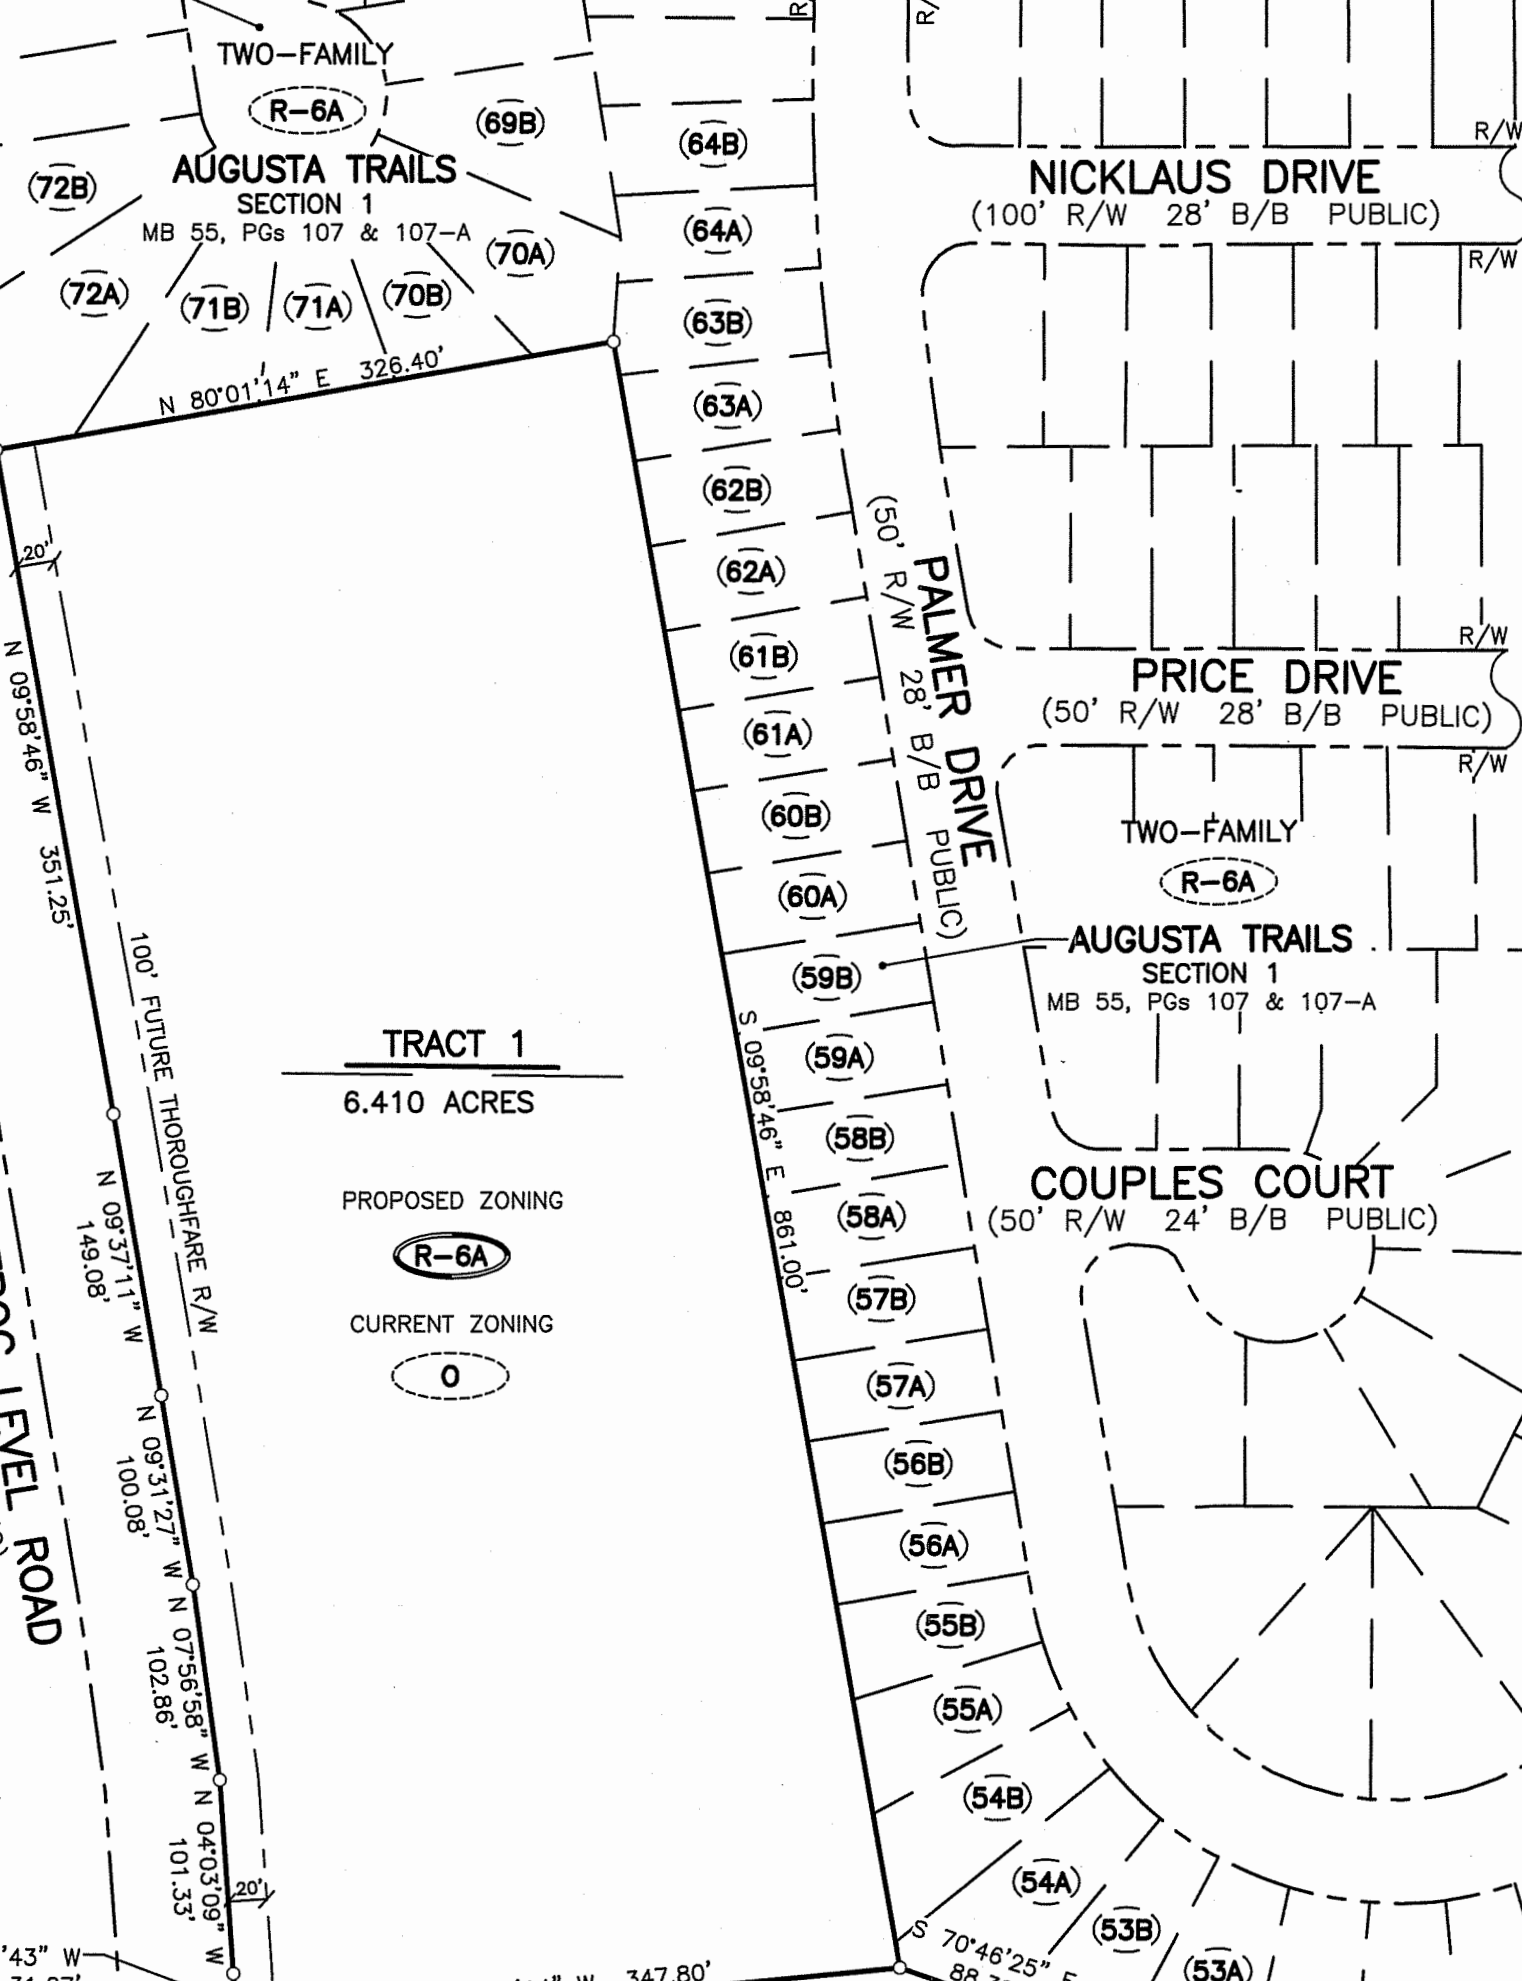 R/
R/
TWO-FAMILY
R-6A
AUGUSTA TRAILS
SECTION 1
MB 55, PGs 107 & 107-A
69B
72B
72A
71B
71A
70B
70A
N 80°01'14" E 326.40'
64B
64A
63B
63A
62B
62A
61B
61A
60B
60A
59B
59A
58B
58A
57B
57A
56B
56A
55B
55A
54B
54A
53B
53A
R/W
NICKLAUS DRIVE
(100' R/W 28' B/B PUBLIC)
R/W
PALMER DRIVE
(50' R/W 28' B/B PUBLIC)
R/W
PRICE DRIVE
(50' R/W 28' B/B PUBLIC)
R/W
TWO-FAMILY
R-6A
AUGUSTA TRAILS
SECTION 1
MB 55, PGs 107 & 107-A
COUPLES COURT
(50' R/W 24' B/B PUBLIC)
20'
N 09°58'46" W 351.25'
100' FUTURE THOROUGHFARE R/W
TRACT 1
6.410 ACRES
PROPOSED ZONING
R-6A
CURRENT ZONING
O
S 09°58'46" E 861.00'
N 09°37'11" W
149.08'
N 09°31'27" W
100.08'
N 07°56'58" W
102.86'
N 04°03'09" W
101.33'
20'
LEVEL ROAD
'43" W
S 70°46'25" E
W 347.80'